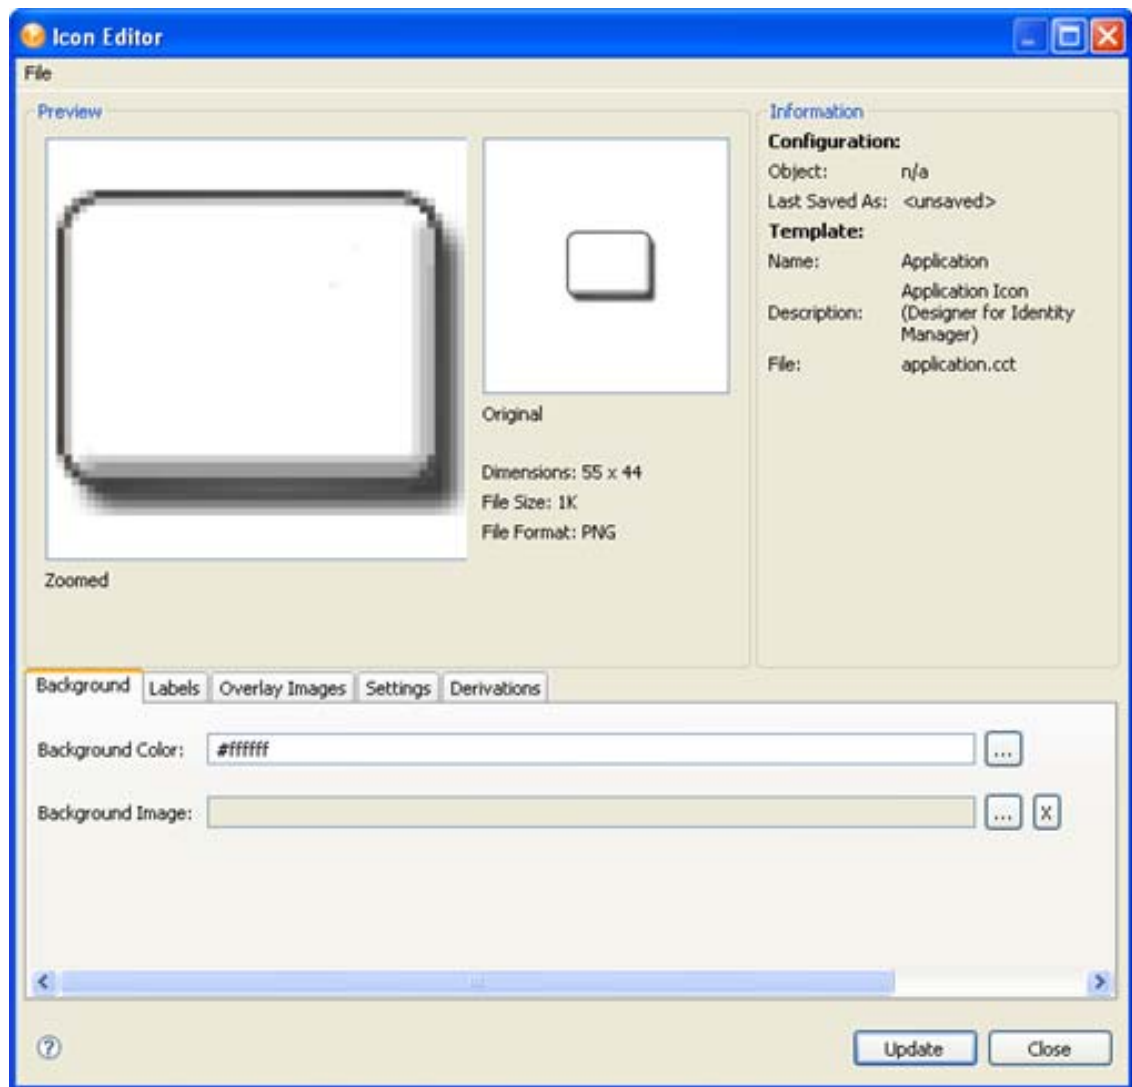 Icon Editor
File
Preview
Original
Dimensions: 55 x 44
File Size: 1K
File Format: PNG
Zoomed
Information
Configuration:
Object: n/a
Last Saved As: <unsaved>
Template:
Name: Application
Description: Application Icon
(Designer for Identity
Manager)
File: application.cct
Background Labels Overlay Images Settings Derivations
Background Color: #ffffff ...
Background Image: ... X
? Update Close